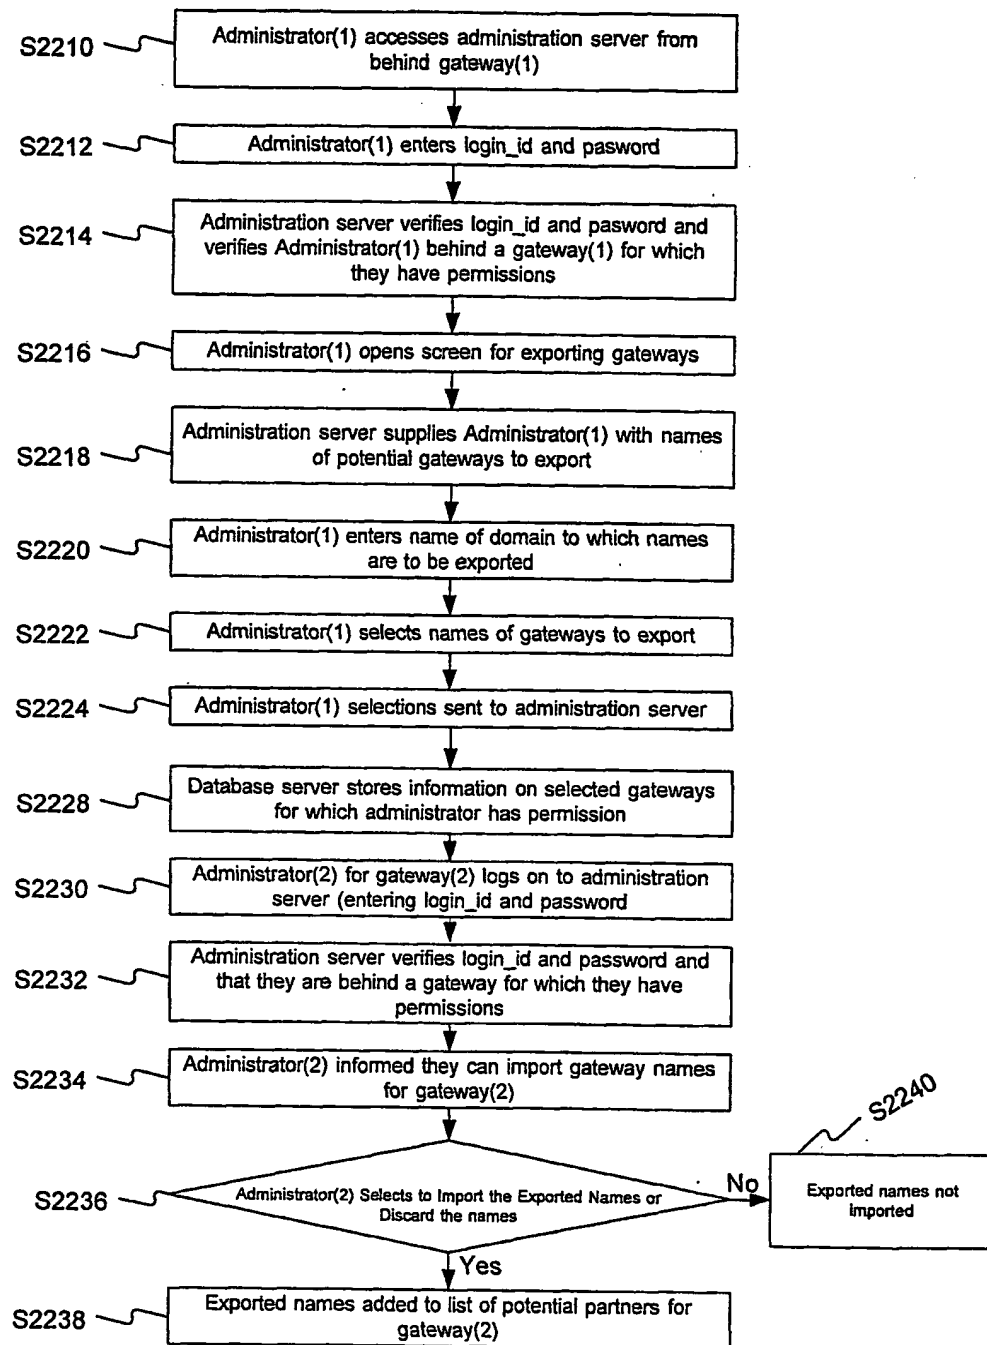 S2210
Administrator(1) accesses administration server from
behind gateway(1)
S2212
Administrator(1) enters login_id and pasword
S2214
Administration server verifies login_id and pasword and
verifies Administrator(1) behind a gateway(1) for which
they have permissions
S2216
Administrator(1) opens screen for exporting gateways
S2218
Administration server supplies Administrator(1) with names
of potential gateways to export
S2220
Administrator(1) enters name of domain to which names
are to be exported
S2222
Administrator(1) selects names of gateways to export
S2224
Administrator(1) selections sent to administration server
S2228
Database server stores information on selected gateways
for which administrator has permission
S2230
Administrator(2) for gateway(2) logs on to administration
server (entering login_id and password
S2232
Administration server verifies login_id and password and
that they are behind a gateway for which they have
permissions
S2234
Administrator(2) informed they can import gateway names
for gateway(2)
S2236
Administrator(2) Selects to Import the Exported Names or
Discard the names
No
S2240
Exported names not
imported
Yes
S2238
Exported names added to list of potential partners for
gateway(2)